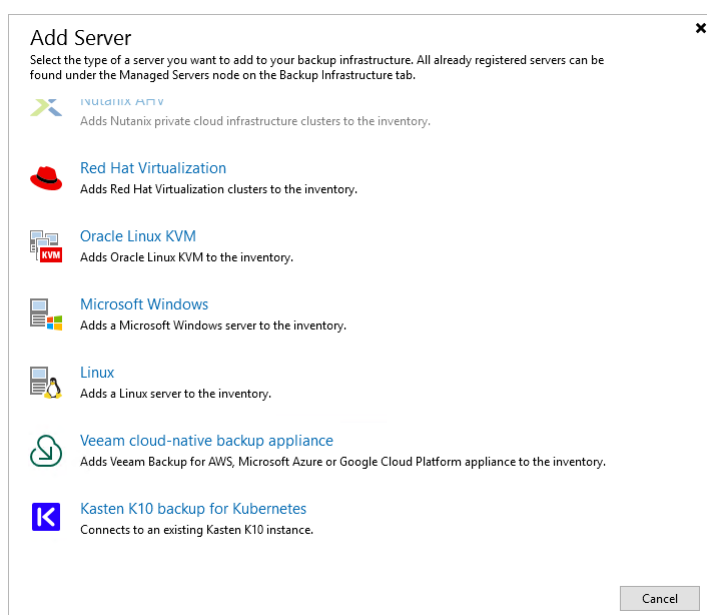 Add Server
Select the type of a server you want to add to your backup infrastructure. All already registered servers can be
found under the Managed Servers node on the Backup Infrastructure tab.
Nutanix AHV
Adds Nutanix private cloud infrastructure clusters to the inventory.
Red Hat Virtualization
Adds Red Hat Virtualization clusters to the inventory.
Oracle Linux KVM
KVM
Adds Oracle Linux KVM to the inventory.
Microsoft Windows
Adds a Microsoft Windows server to the inventory.
Linux
Adds a Linux server to the inventory.
Veeam cloud-native backup appliance
Adds Veeam Backup for AWS, Microsoft Azure or Google Cloud Platform appliance to the inventory.
Kasten K10 backup for Kubernetes
Connects to an existing Kasten K10 instance.
Cancel